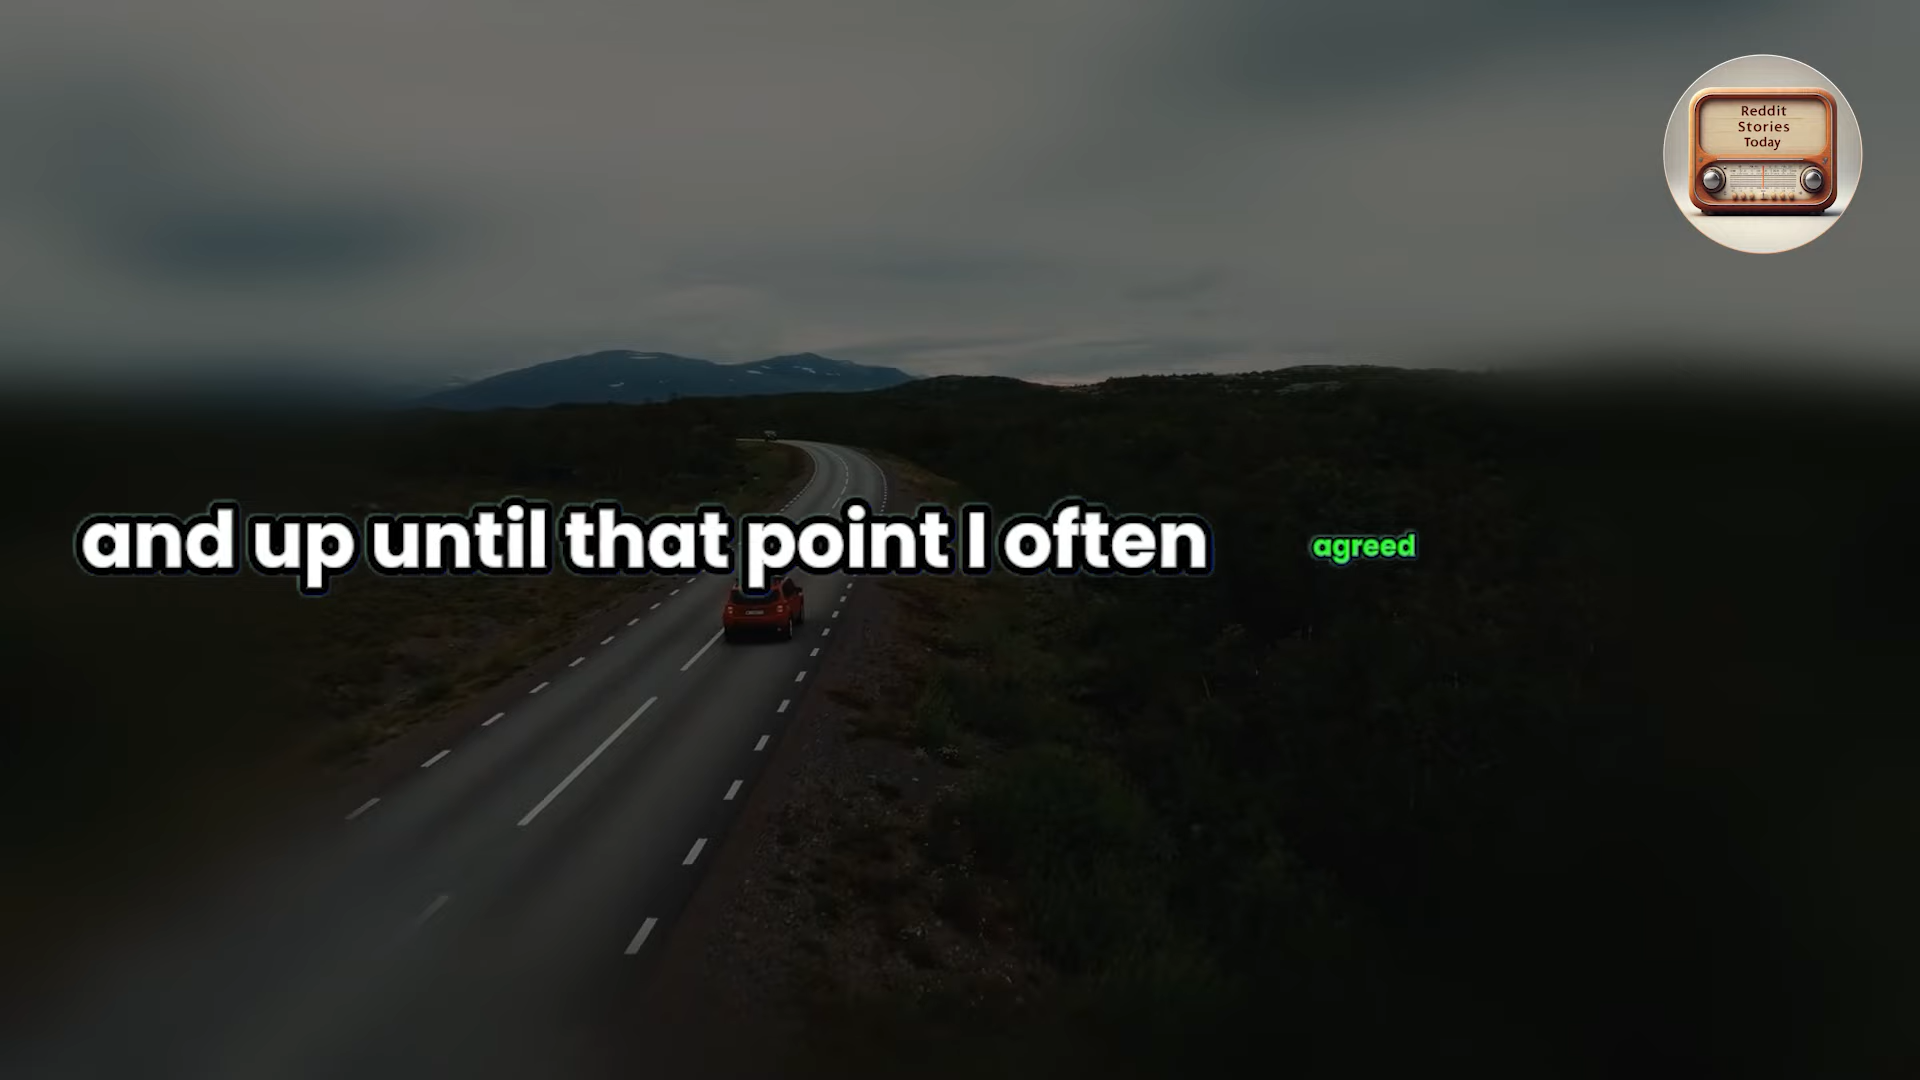 Reddit
Stories
Today
and up until that point I often agreed